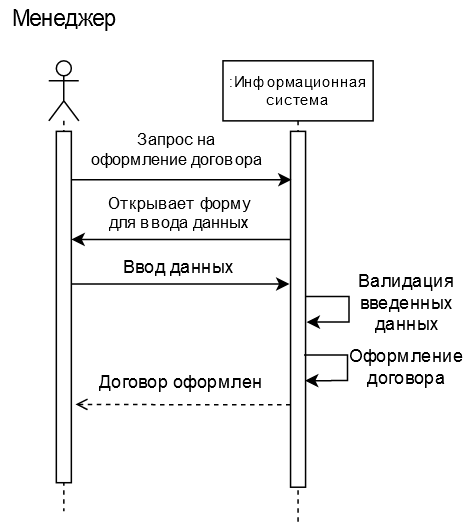 Менеджер
:Информационная
система
Запрос на
оформление договора
Открывает форму
для ввода данных
Ввод данных
Валидация
введенных
данных
Оформление
договора
Договор оформлен